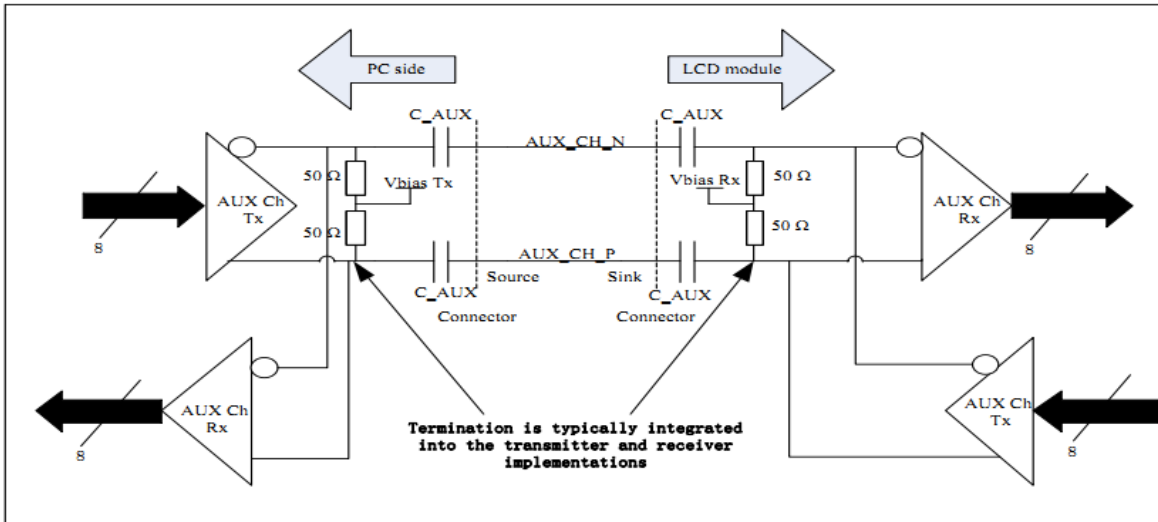 PC side
LCD module
C_AUX
C_AUX
AUX_CH_N
50 Ω
Vbias Tx
Vbias Rx
50 Ω
AUX Ch
Tx
AUX Ch
Rx
8
50 Ω
50 Ω
8
AUX_CH_P
Source
Sink
C_AUX
C_AUX
Connector
Connector
AUX Ch
Rx
AUX Ch
Tx
8
8
Termination is typically integrated
into the transmitter and receiver
implementations